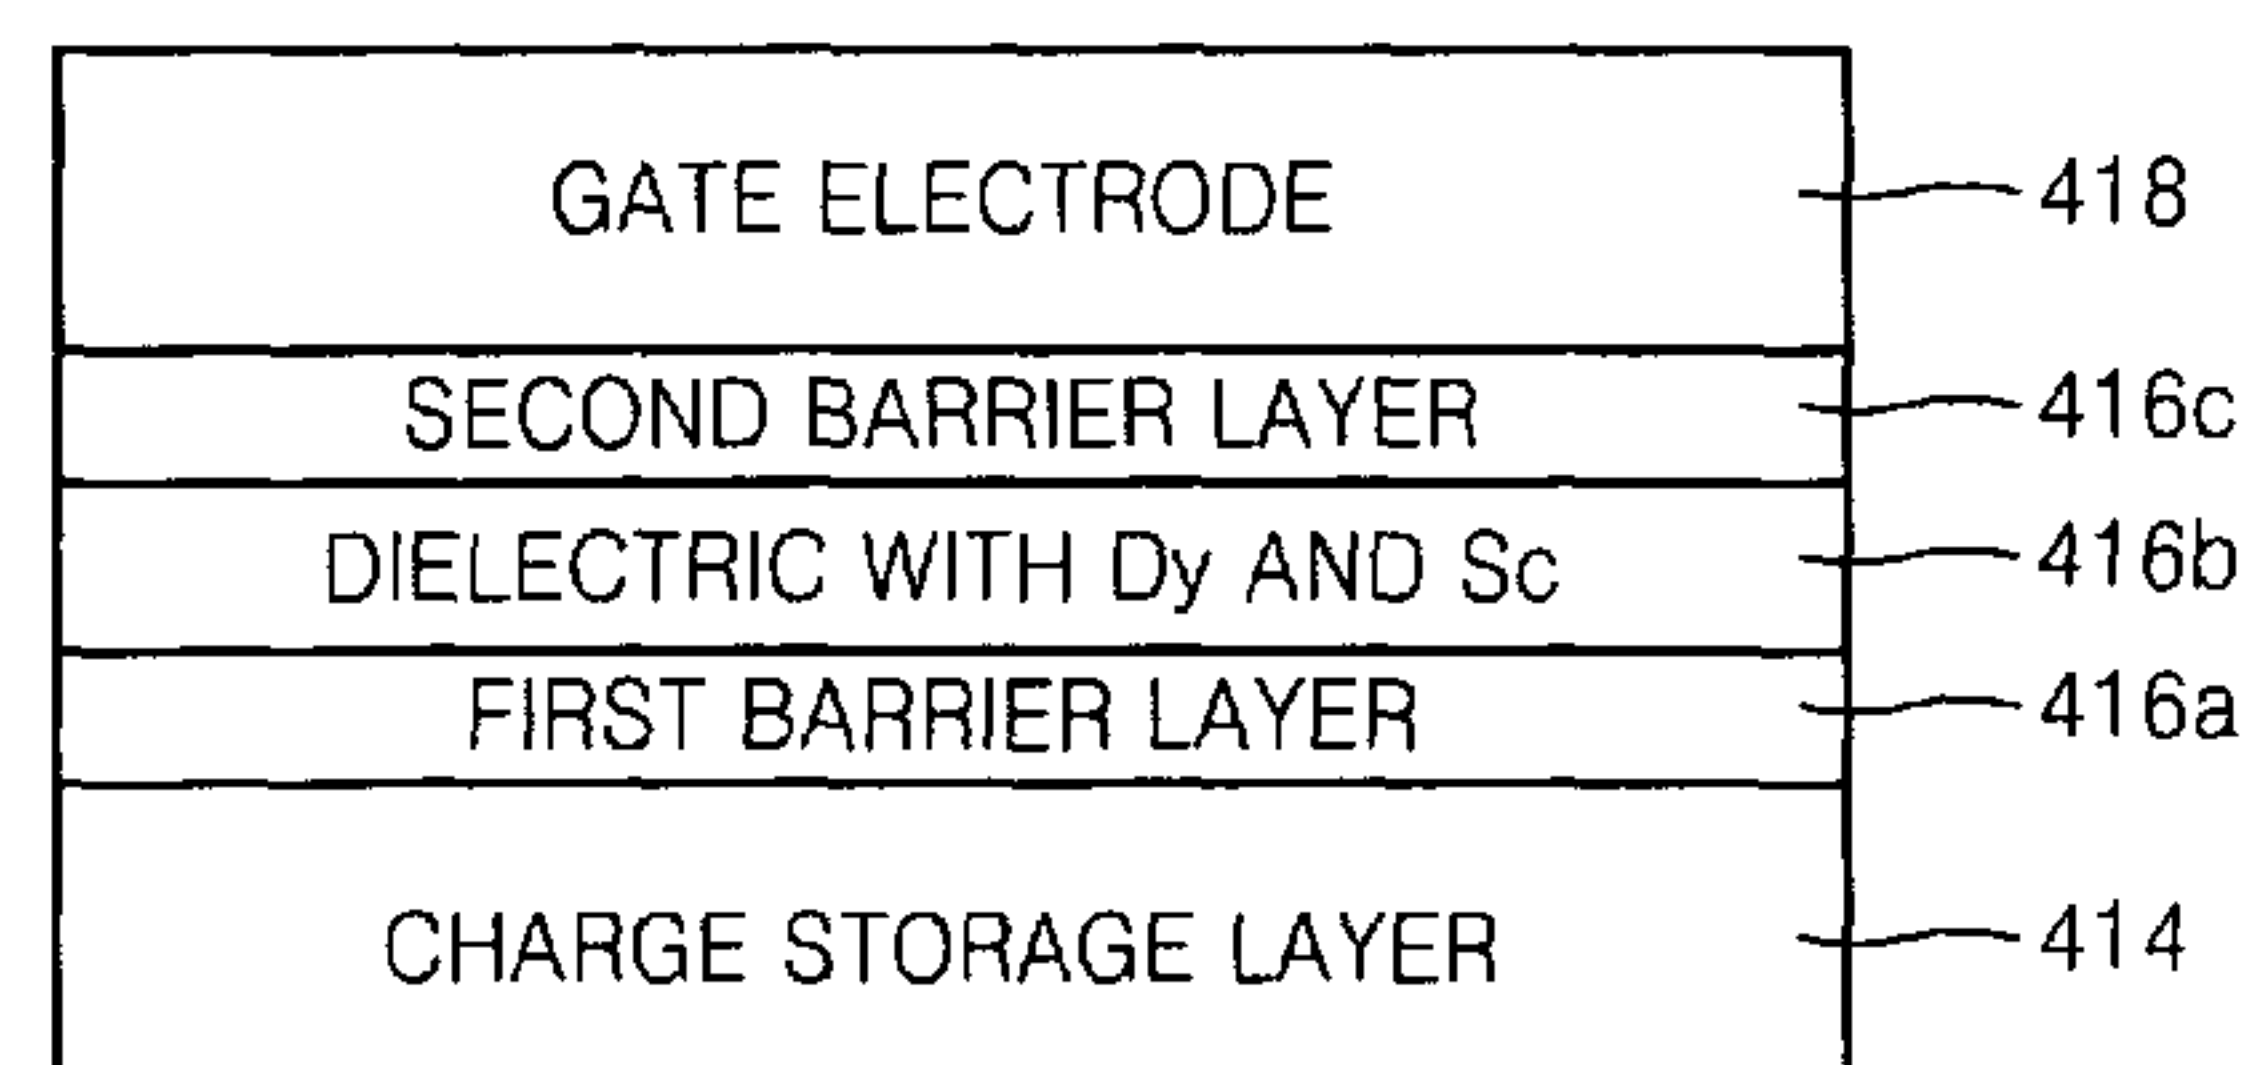 GATE ELECTRODE 418
SECOND BARRIER LAYER 416c
DIELECTRIC WITH Dy AND Sc 416b
FIRST BARRIER LAYER 416a
CHARGE STORAGE LAYER 414